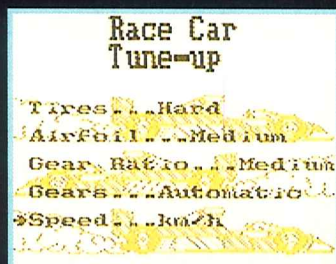 Race Car
Tune-up
Tires...Hard
Airfoil...Medium
Gear Ratio...Medium
Gears...Automatic
Speed...km/h